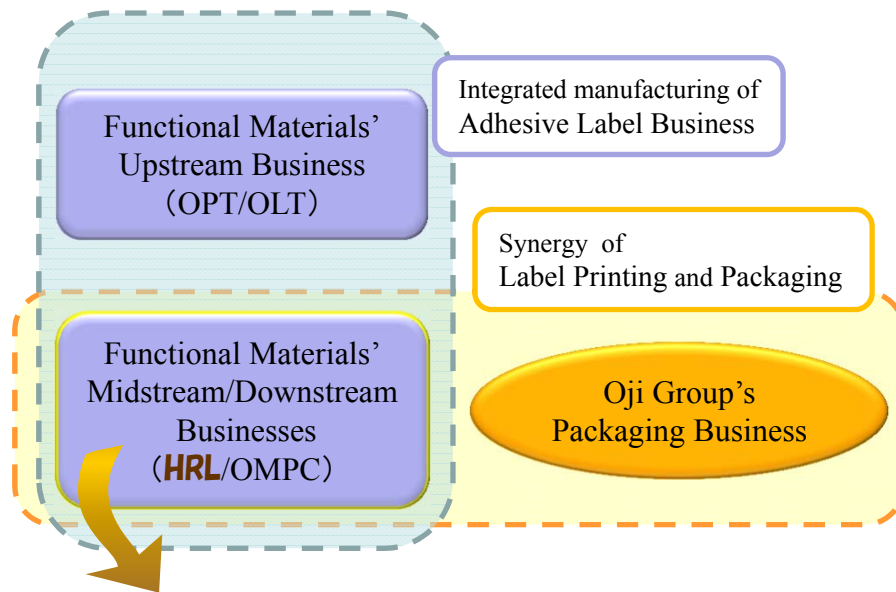 Functional Materials’
Upstream Business
（OPT/OLT）
Integrated manufacturing of
Adhesive Label Business
Synergy of
Label Printing and Packaging
Functional Materials’
Midstream/Downstream
Businesses
（HRL/OMPC）
Oji Group’s
Packaging Business